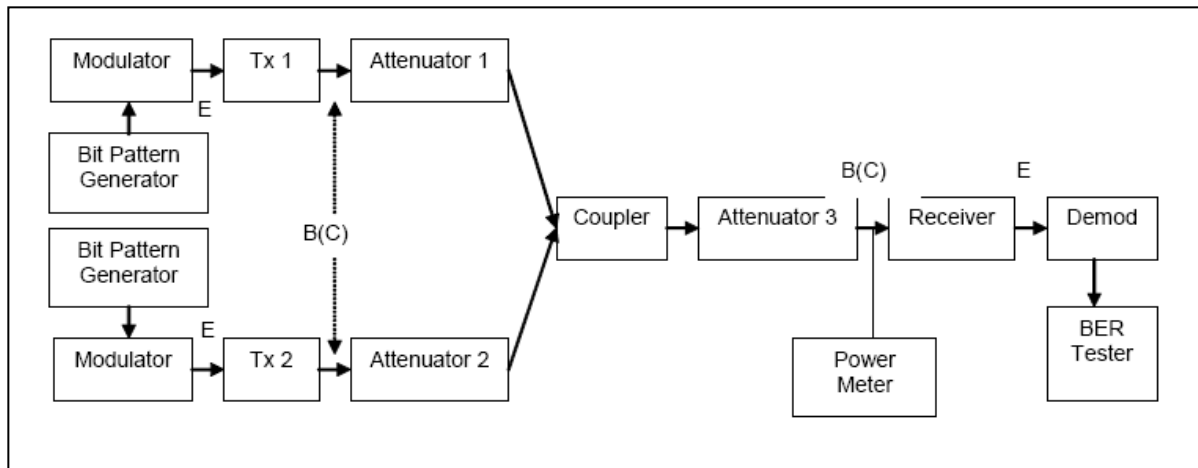 Modulator
Tx 1
Attenuator 1
E
Bit Pattern
Generator
B(C)
E
Coupler
Attenuator 3
Receiver
Demod
B(C)
Bit Pattern
Generator
E
Modulator
Tx 2
Attenuator 2
Power
Meter
BER
Tester